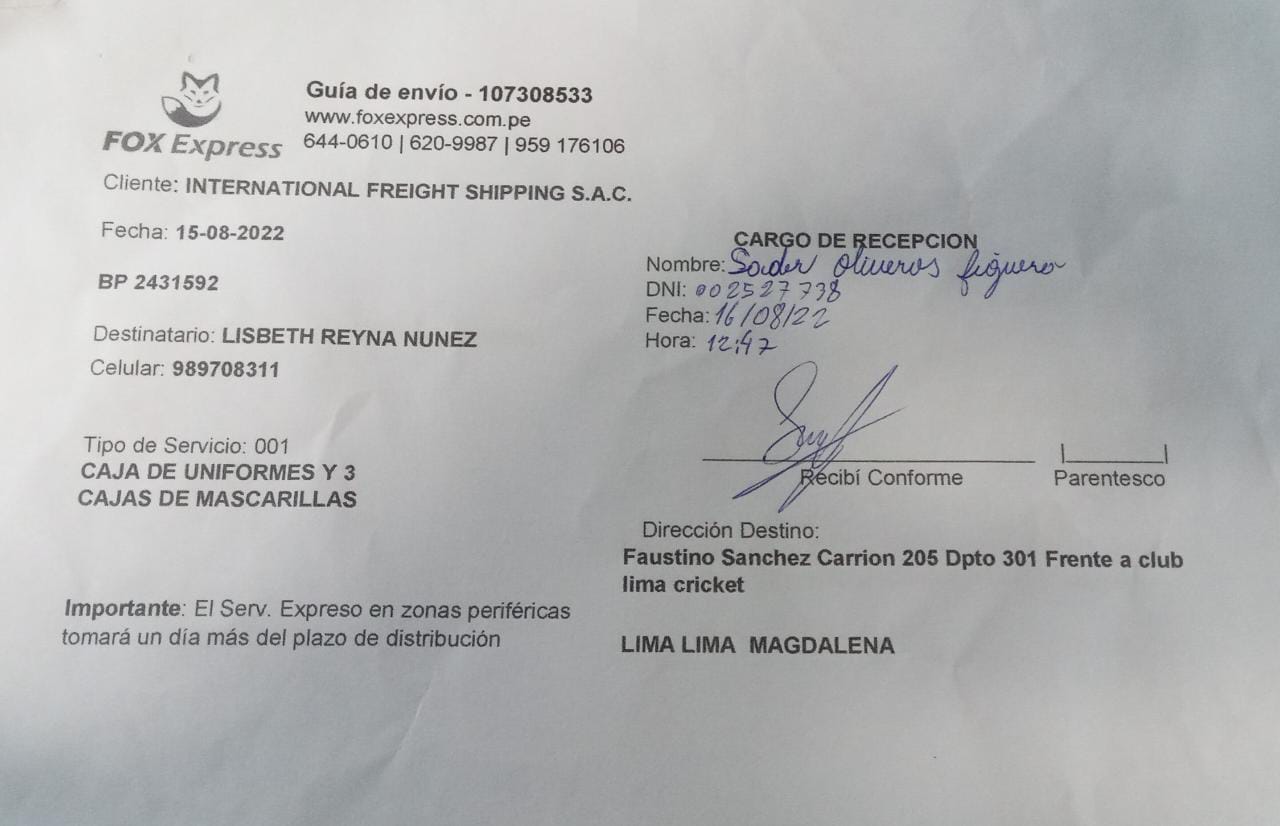 FOX Express
Guía de envío - 107308533
www.foxexpress.com.pe
644-0610 | 620-9987 | 959 176106
Cliente: INTERNATIONAL FREIGHT SHIPPING S.A.C.
Fecha: 15-08-2022
BP 2431592
Destinatario: LISBETH REYNA NUNEZ
Celular: 989708311
Tipo de Servicio: 001
CAJA DE UNIFORMES Y 3
CAJAS DE MASCARILLAS
Importante: El Serv. Expreso en zonas periféricas
tomará un día más del plazo de distribución
CARGO DE RECEPCION
Nombre: Oliveros figuera
DNI: 002527738
Fecha: 16/08/22
Hora: 12:47
Recibí Conforme
Parentesco
Dirección Destino:
Faustino Sanchez Carrion 205 Dpto 301 Frente a club
lima cricket
LIMA LIMA MAGDALENA